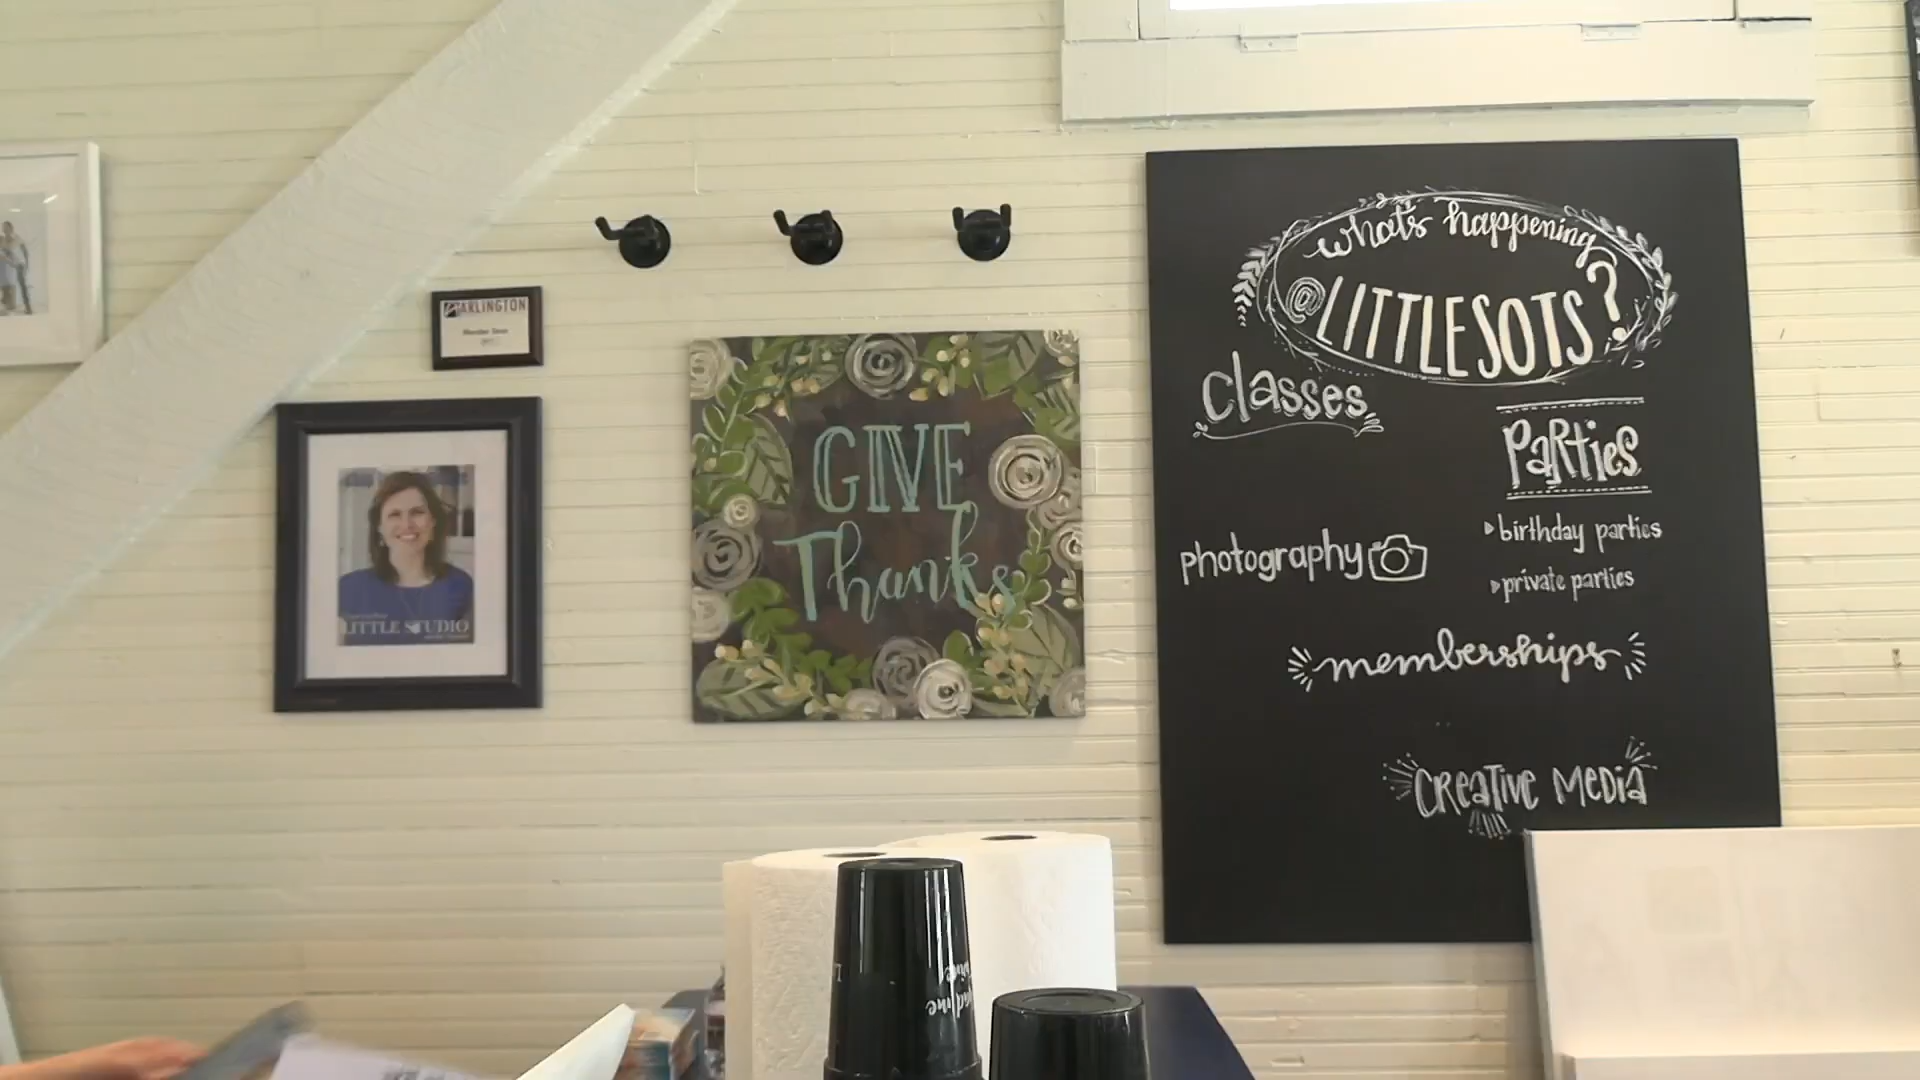 ARLINGTON
LITTLE STUDIO
GIVE
Thanks
what's happening
@LITTLESOTS?
Classes
Parties
▹birthday parties
▹private parties
photography
memberships
CREATIVE MEDIA